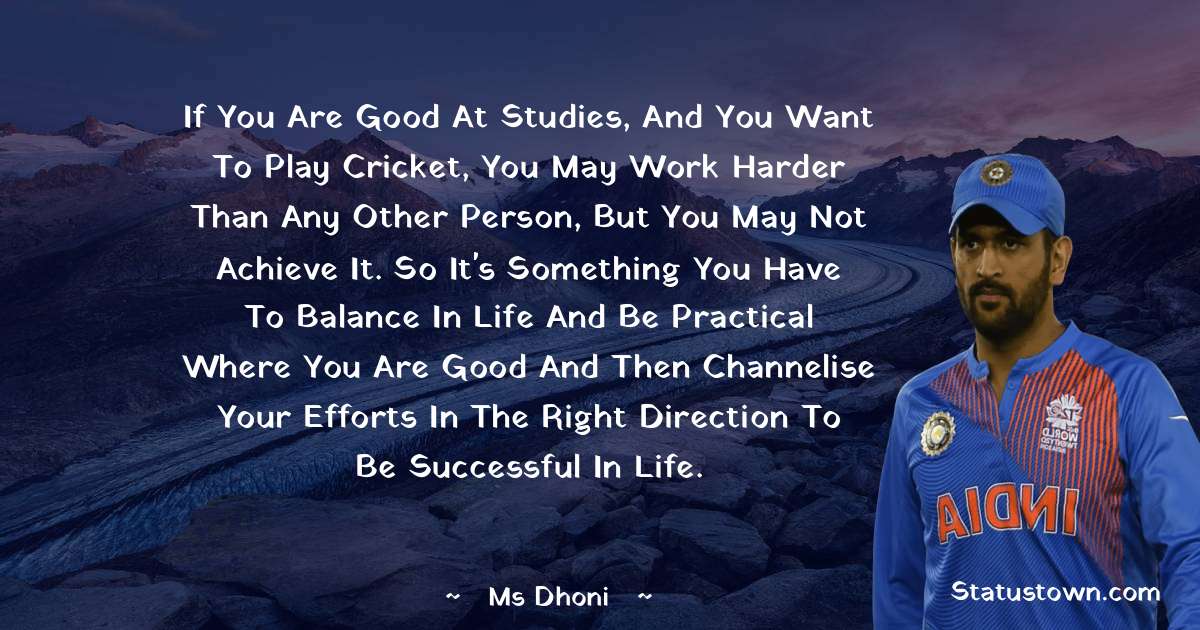 If You Are Good At Studies, And You Want
To Play Cricket, You May Work Harder
Than Any Other Person, But You May Not
Achieve It. So It's Something You Have
To Balance In Life And Be Practical
Where You Are Good And Then Channelise
Your Efforts In The Right Direction To
Be Successful In Life.
~ Ms Dhoni ~
Statustown.com
WORLD
TWENTY20
INDIA